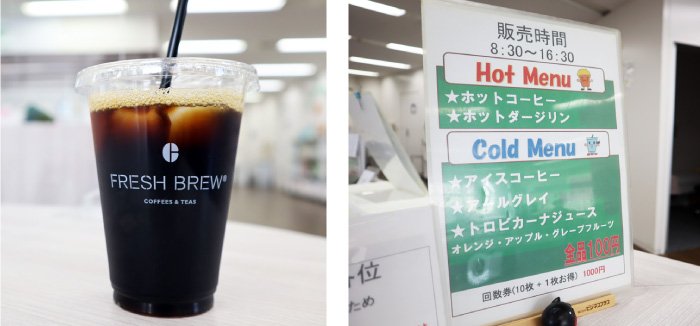 FRESH BREW®
COFFEES & TEAS
販売時間
8:30〜16:30
Hot Menu
★ホットコーヒー
★ホットダージリン
Cold Menu
★アイスコーヒー
★アールグレイ
★トロピカーナジュース
オレンジ・アップル・グレープフルーツ
全品100円
回数券(10枚+1枚お得) 1000円
各位
ため